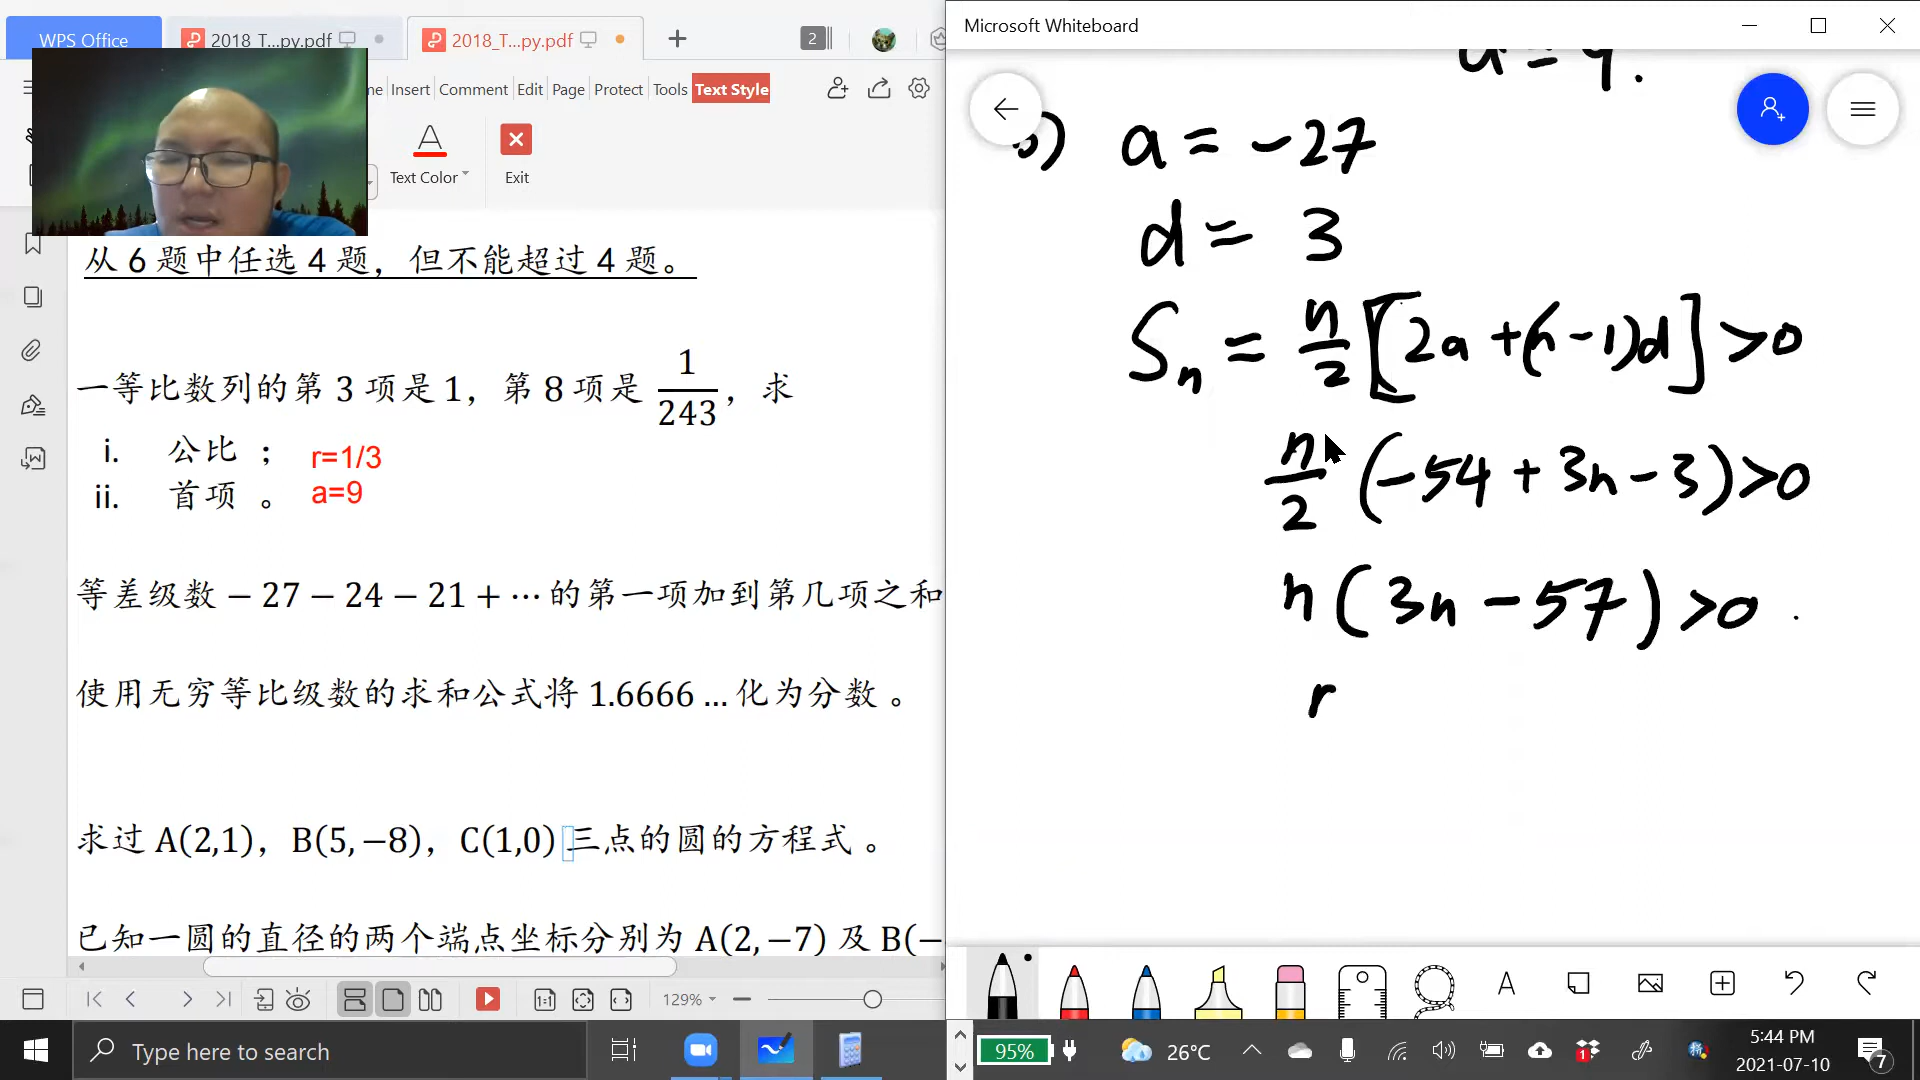 WPS Office
2018_T...py.pdf
2018_T...py.pdf
2
Insert Comment Edit Page Protect Tools Text Style
Text Color
Exit
从 6 题中任选 4 题，但不能超过 4 题。
一等比数列的第 3 项是 1，第 8 项是 1/243，求
i. 公比 ； r=1/3
ii. 首项 。 a=9
等差级数 −27 − 24 − 21 + ⋯ 的第一项加到第几项之和
使用无穷等比级数的求和公式将 1.6666 ... 化为分数 。
求过 A(2,1)，B(5,−8)，C(1,0) 三点的圆的方程式 。
已知一圆的直径的两个端点坐标分别为 A(2,−7) 及 B(−
129%
Microsoft Whiteboard
a = -27
d = 3
Sn = n/2 [2a + (n-1)d] >0
n/2 (-54 + 3n - 3) >0
n (3n - 57) >0
Type here to search
95%
26°C
5:44 PM
2021-07-10
1
7